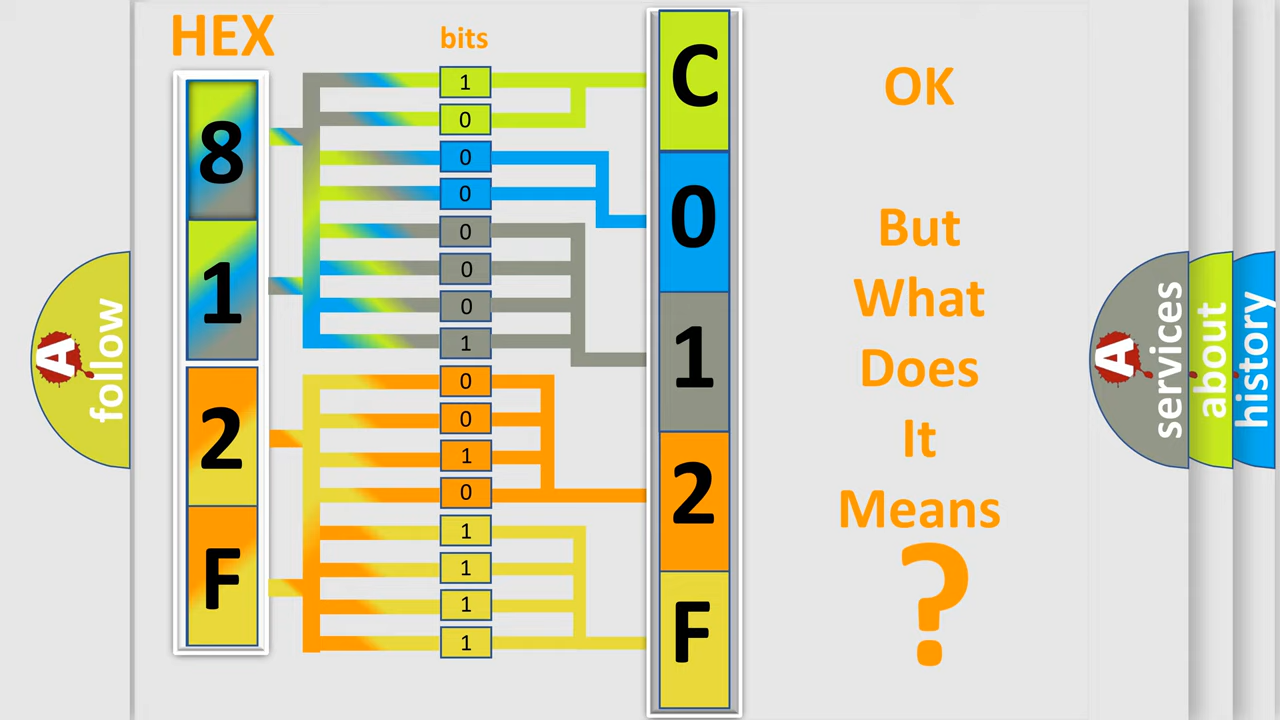 HEX
8
1
2
F
bits
1
0
0
0
0
0
0
1
0
0
1
0
1
1
1
1
C
0
1
2
F
OK
But
What
Does
It
Means
?
A
follow
A
services
about
history